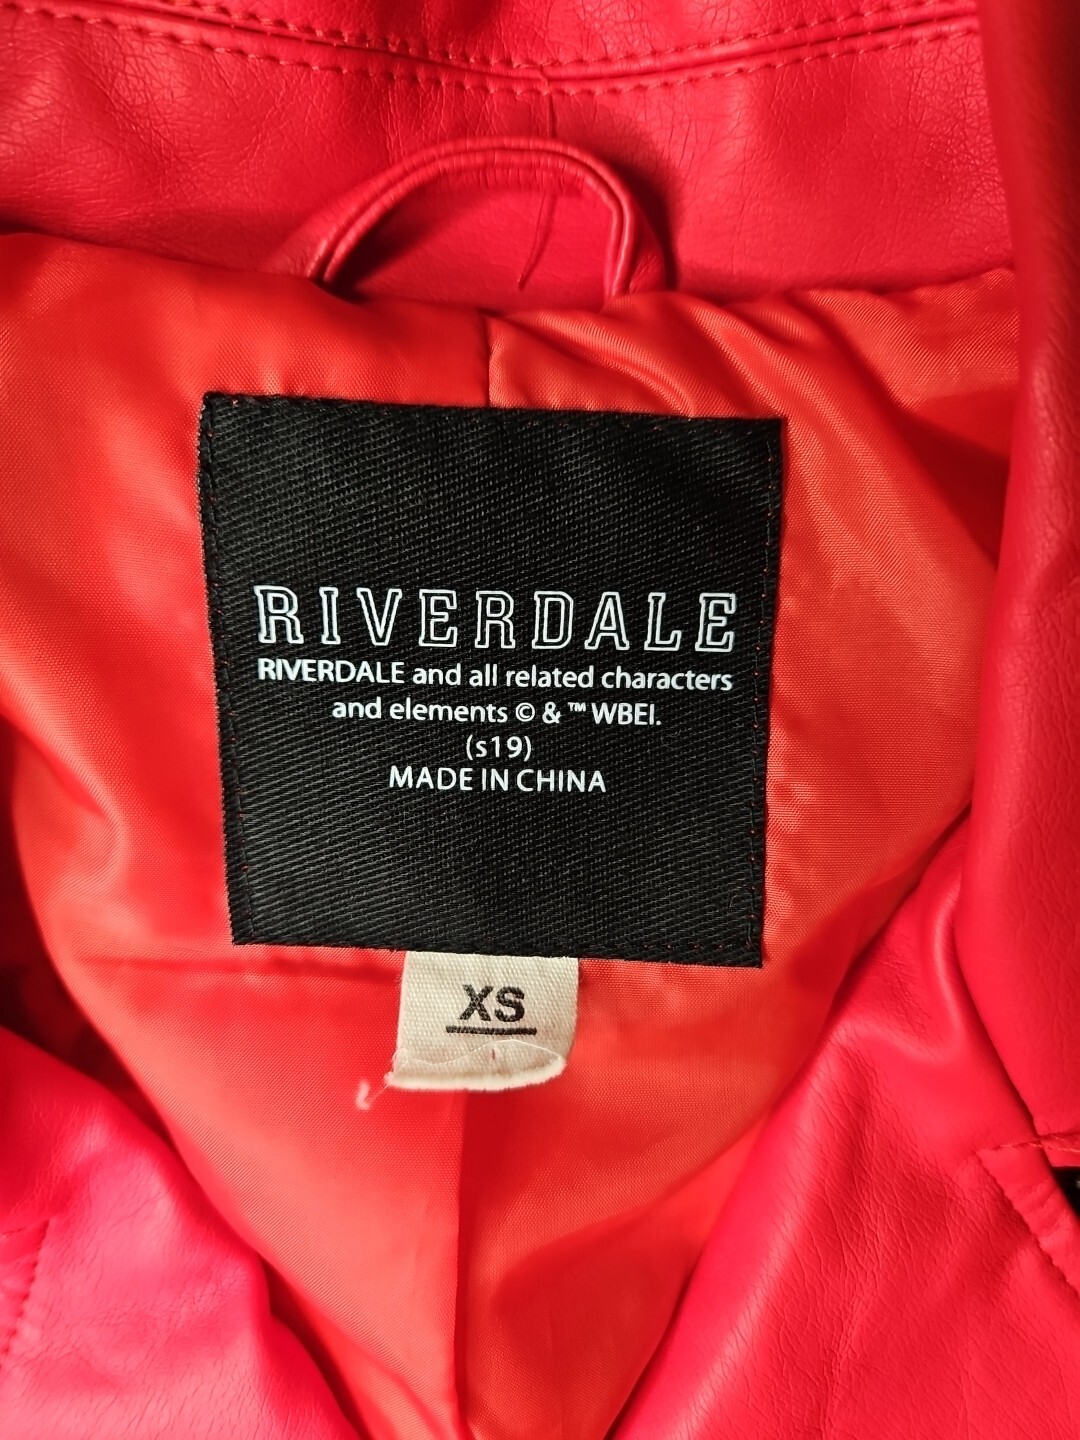 RIVERDALE
RIVERDALE and all related characters
and elements © & ™ WBEI.
(s19)
MADE IN CHINA
XS